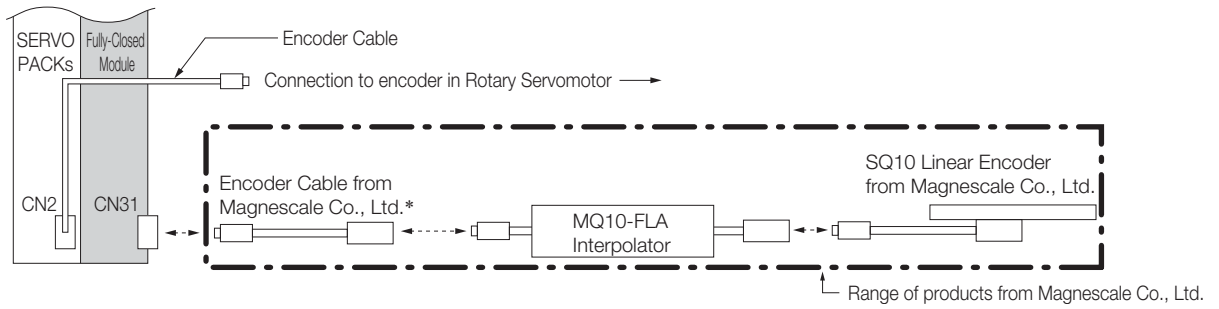 SERVO
PACKs
Fully-Closed
Module
Encoder Cable
Connection to encoder in Rotary Servomotor
CN2
CN31
Encoder Cable from
Magnescale Co., Ltd.*
MQ10-FLA
Interpolator
SQ10 Linear Encoder
from Magnescale Co., Ltd.
Range of products from Magnescale Co., Ltd.